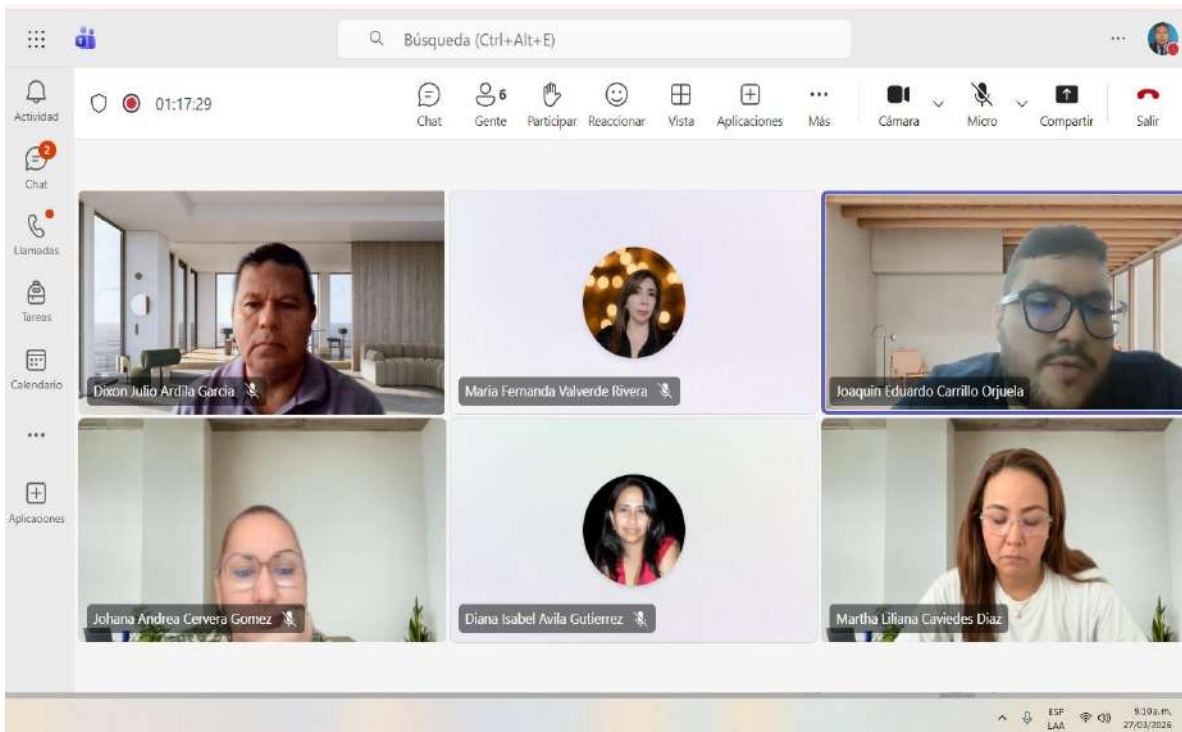 Búsqueda (Ctrl+Alt+E)
Actividad
01:17:29
Chat
6
Gente
Participar
Reaccionar
Vista
Aplicaciones
Más
Cámara
Micro
Compartir
Salir
2
Chat
Llamadas
Tareas
Calendario
Aplicaciones
Dixon Julio Ardila Garcia
Maria Fernanda Valverde Rivera
Joaquin Eduardo Carrillo Orjuela
Johana Andrea Cervera Gomez
Diana Isabel Avila Gutierrez
Martha Liliana Caviedes Diaz
ESP
LAA
27/03/2026